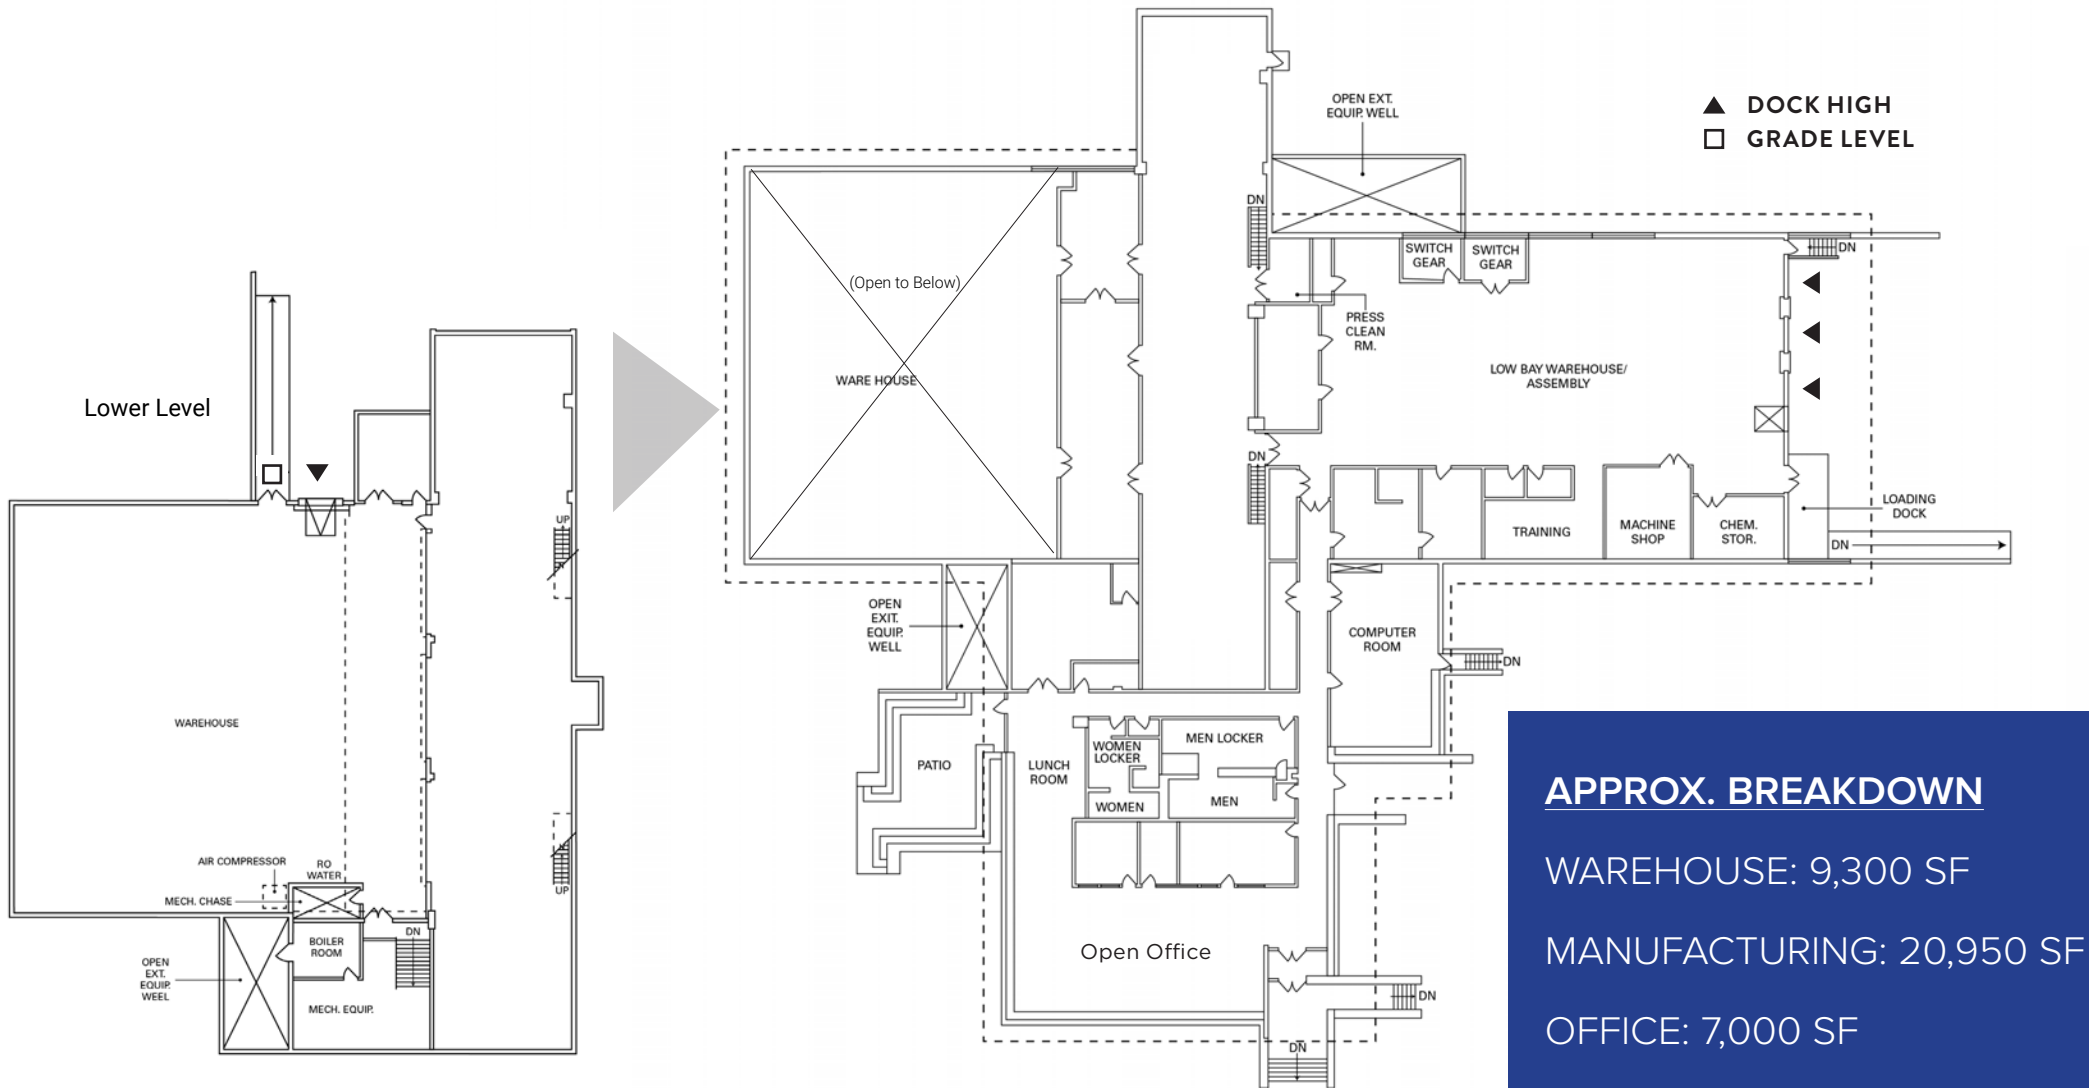 OPEN EXT.
EQUIP. WELL
DOCK HIGH
GRADE LEVEL
DN
SWITCH
GEAR
SWITCH
GEAR
DN
(Open to Below)
PRESS
CLEAN
RM.
WARE HOUSE
LOW BAY WAREHOUSE/
ASSEMBLY
DN
TRAINING
MACHINE
SHOP
CHEM.
STOR.
LOADING
DOCK
DN
OPEN
EXIT.
EQUIP.
WELL
COMPUTER
ROOM
DN
PATIO
LUNCH
ROOM
WOMEN
LOCKER
MEN LOCKER
WOMEN
MEN
Open Office
DN
DN
Lower Level
UP
WAREHOUSE
AIR COMPRESSOR
RO
WATER
MECH. CHASE
UP
BOILER
ROOM
DN
OPEN
EXT.
EQUIP.
WEEL
MECH. EQUIP.
APPROX. BREAKDOWN
WAREHOUSE: 9,300 SF
MANUFACTURING: 20,950 SF
OFFICE: 7,000 SF